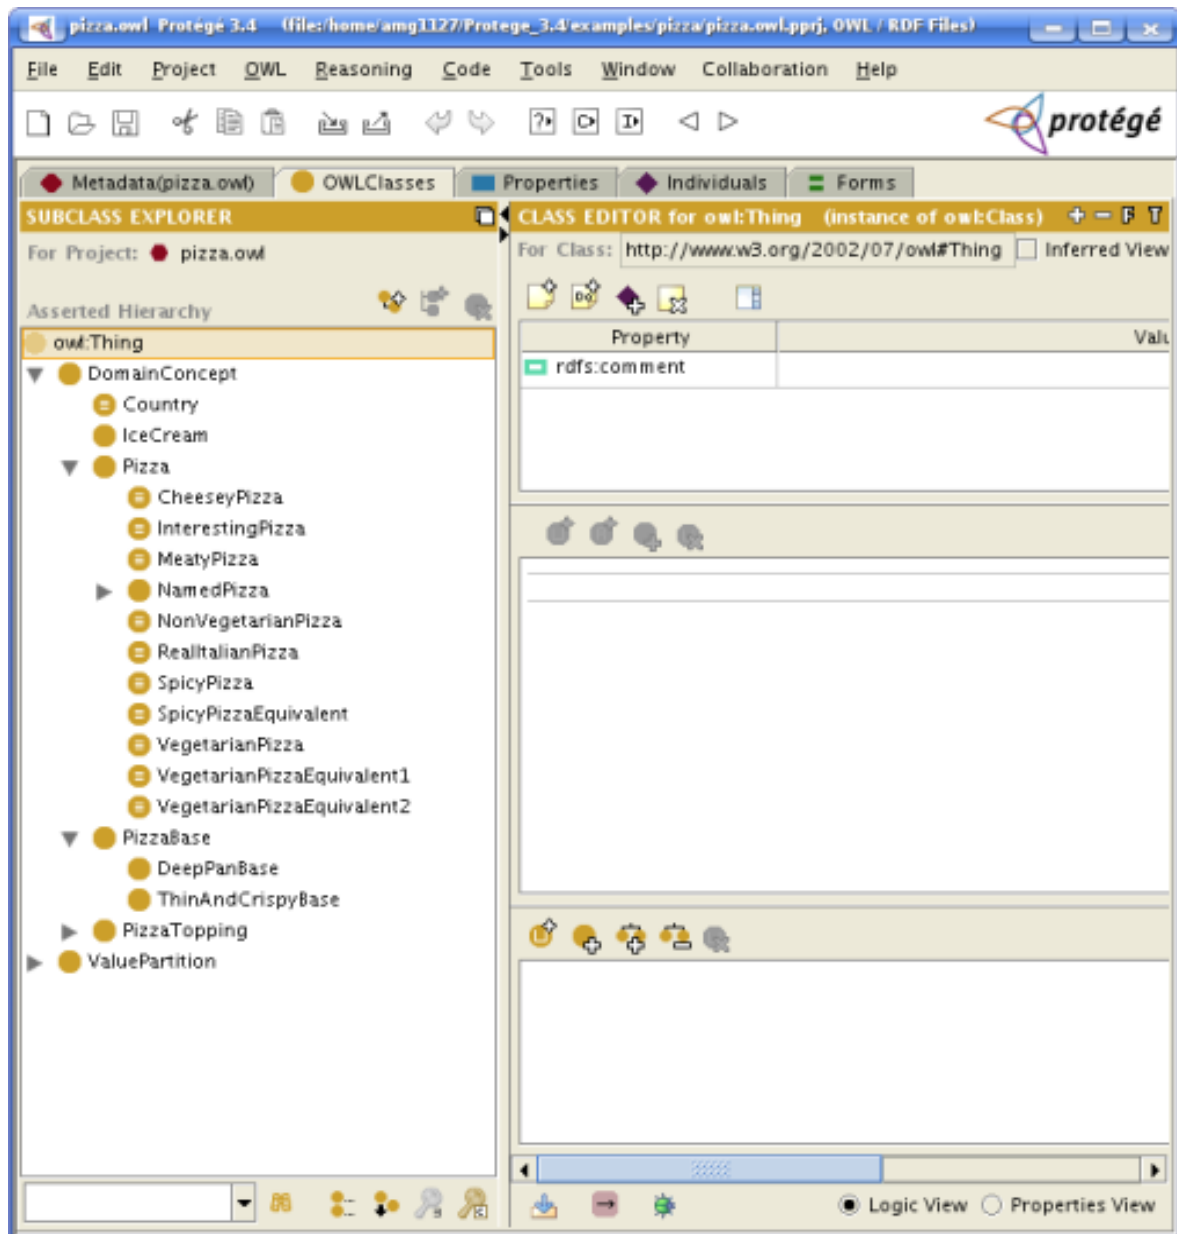 pizza.owl Protégé 3.4 (file:/home/amg1127/Protege_3.4/examples/pizza/pizza.owl.pprj, OWL / RDF Files)
File Edit Project OWL Reasoning Code Tools Window Collaboration Help
protégé
Metadata(pizza.owl) OWLClasses Properties Individuals Forms
SUBCLASS EXPLORER
For Project: pizza.owl
Asserted Hierarchy
owl:Thing
DomainConcept
Country
IceCream
Pizza
CheeseyPizza
InterestingPizza
MeatyPizza
NamedPizza
NonVegetarianPizza
RealItalianPizza
SpicyPizza
SpicyPizzaEquivalent
VegetarianPizza
VegetarianPizzaEquivalent1
VegetarianPizzaEquivalent2
PizzaBase
DeepPanBase
ThinAndCrispyBase
PizzaTopping
ValuePartition
CLASS EDITOR for owl:Thing (instance of owl:Class)
For Class: http://www.w3.org/2002/07/owl#Thing Inferred View
Property Valu
rdfs:comment
Logic View Properties View